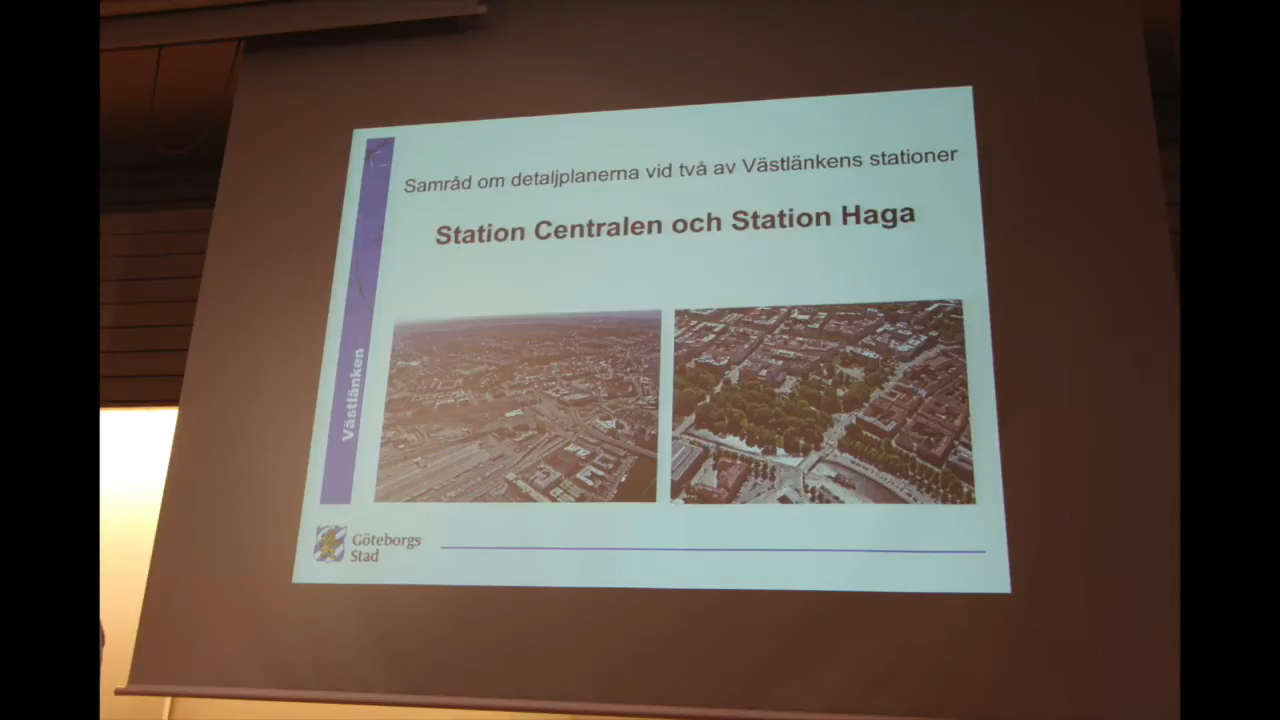 Samråd om detaljplanerna vid två av Västlänkens stationer
Station Centralen och Station Haga
Västlänken
Göteborgs
Stad